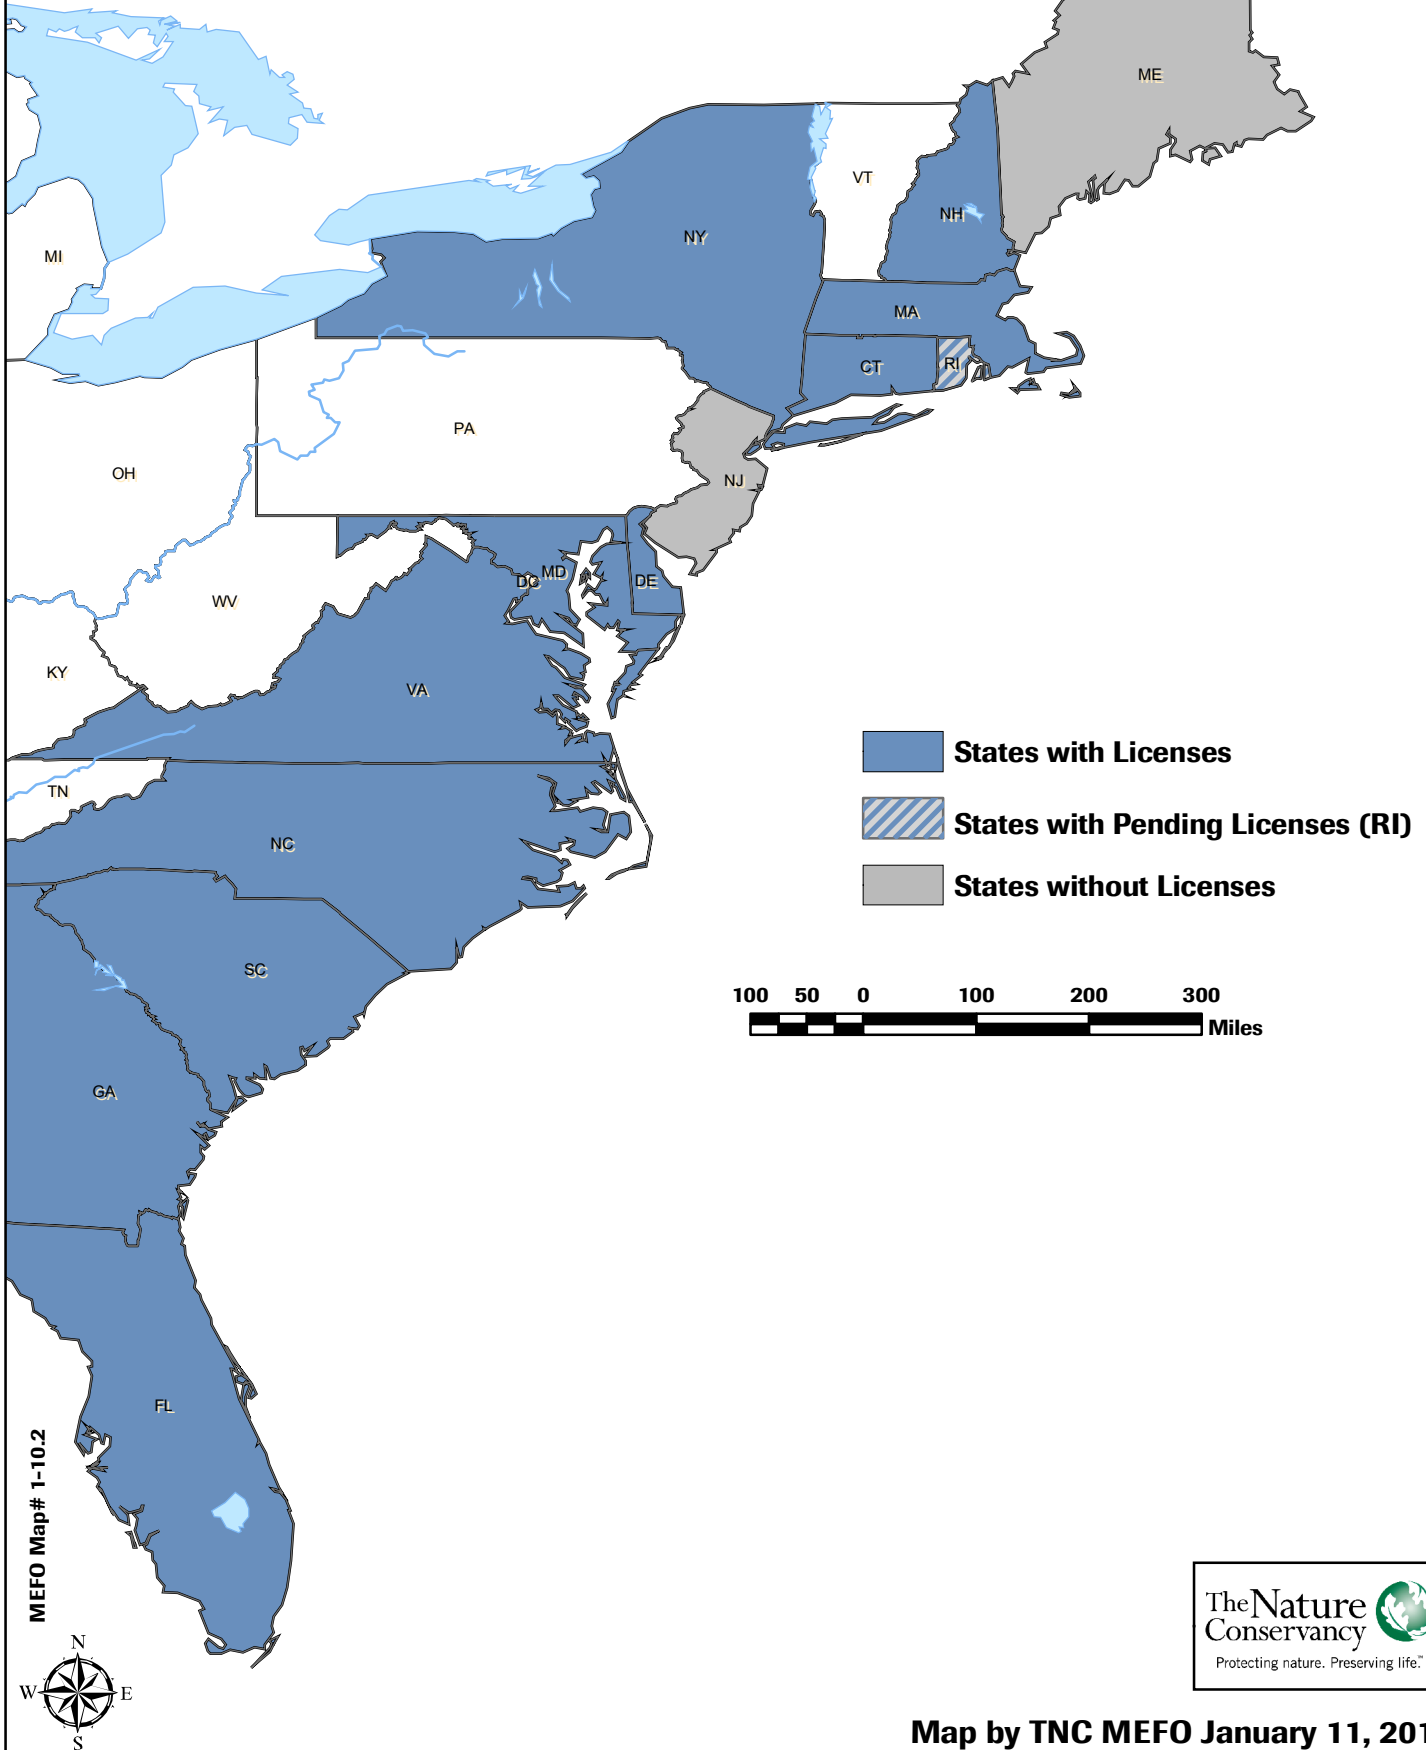 ME
VT
NH
NY
MI
MA
CT
RI
PA
OH
NJ
MD
DC
DE
WV
KY
VA
States with Licenses
TN
States with Pending Licenses (RI)
NC
States without Licenses
SC
100 50 0 100 200 300
Miles
GA
FL
MEFO Map# 1-10.2
The Nature
Conservancy
Protecting nature. Preserving life.™
N
W E
S
Map by TNC MEFO January 11, 201